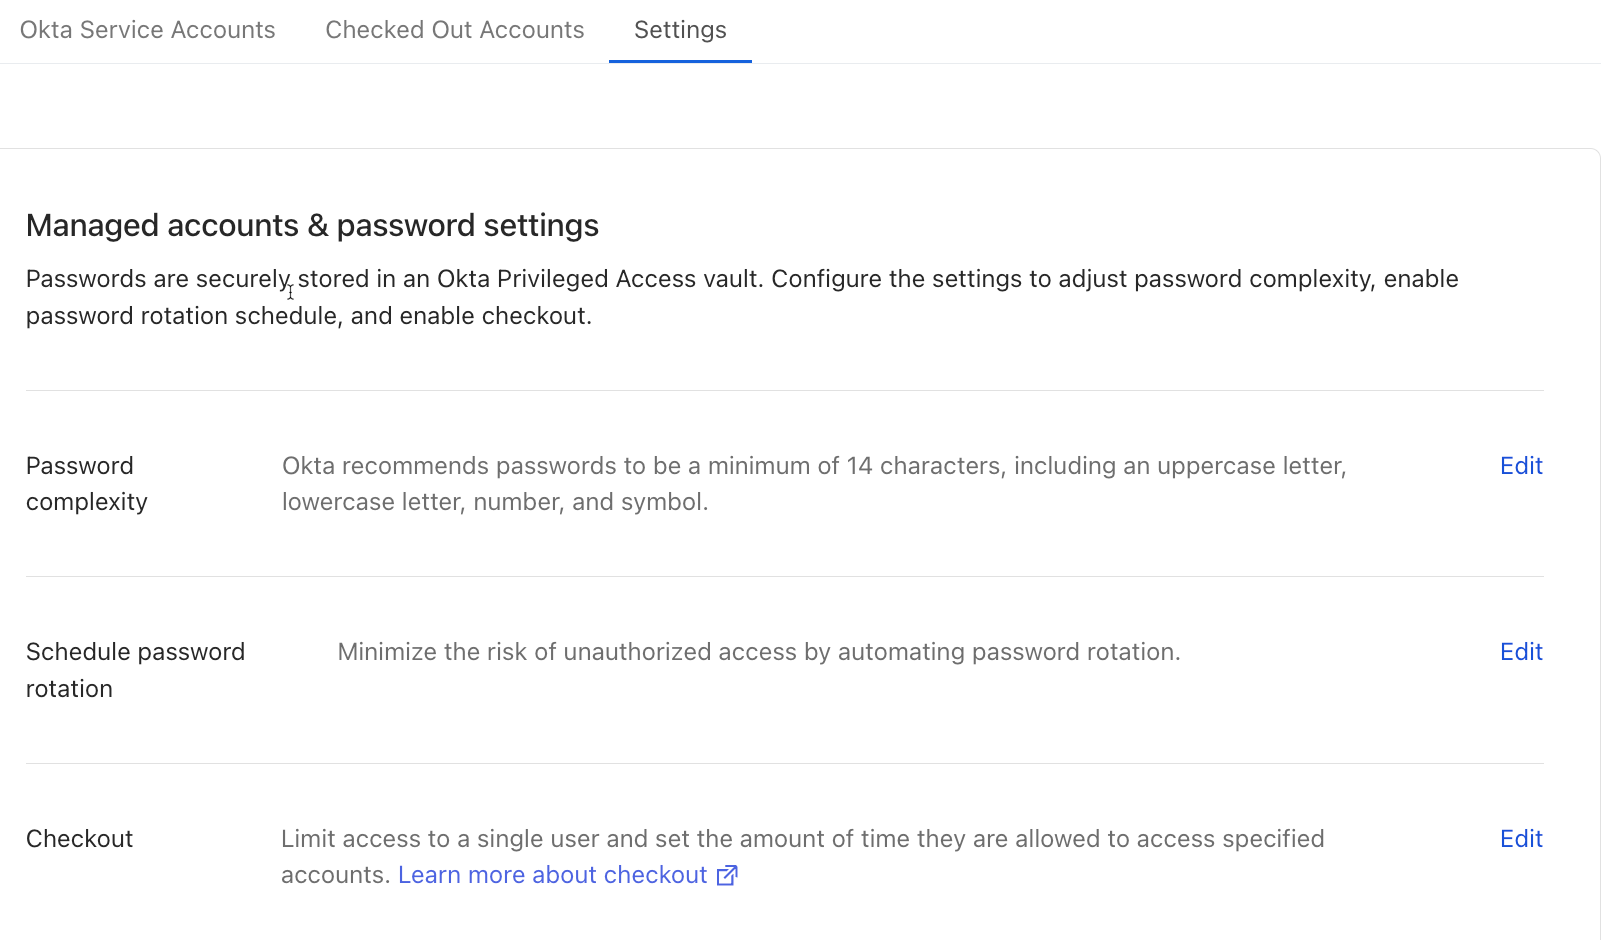 Okta Service Accounts
Checked Out Accounts
Settings
Managed accounts & password settings
Passwords are securely stored in an Okta Privileged Access vault. Configure the settings to adjust password complexity, enable
password rotation schedule, and enable checkout.
Password
complexity
Okta recommends passwords to be a minimum of 14 characters, including an uppercase letter,
lowercase letter, number, and symbol.
Edit
Schedule password
rotation
Minimize the risk of unauthorized access by automating password rotation.
Edit
Checkout
Limit access to a single user and set the amount of time they are allowed to access specified
accounts. Learn more about checkout
Edit